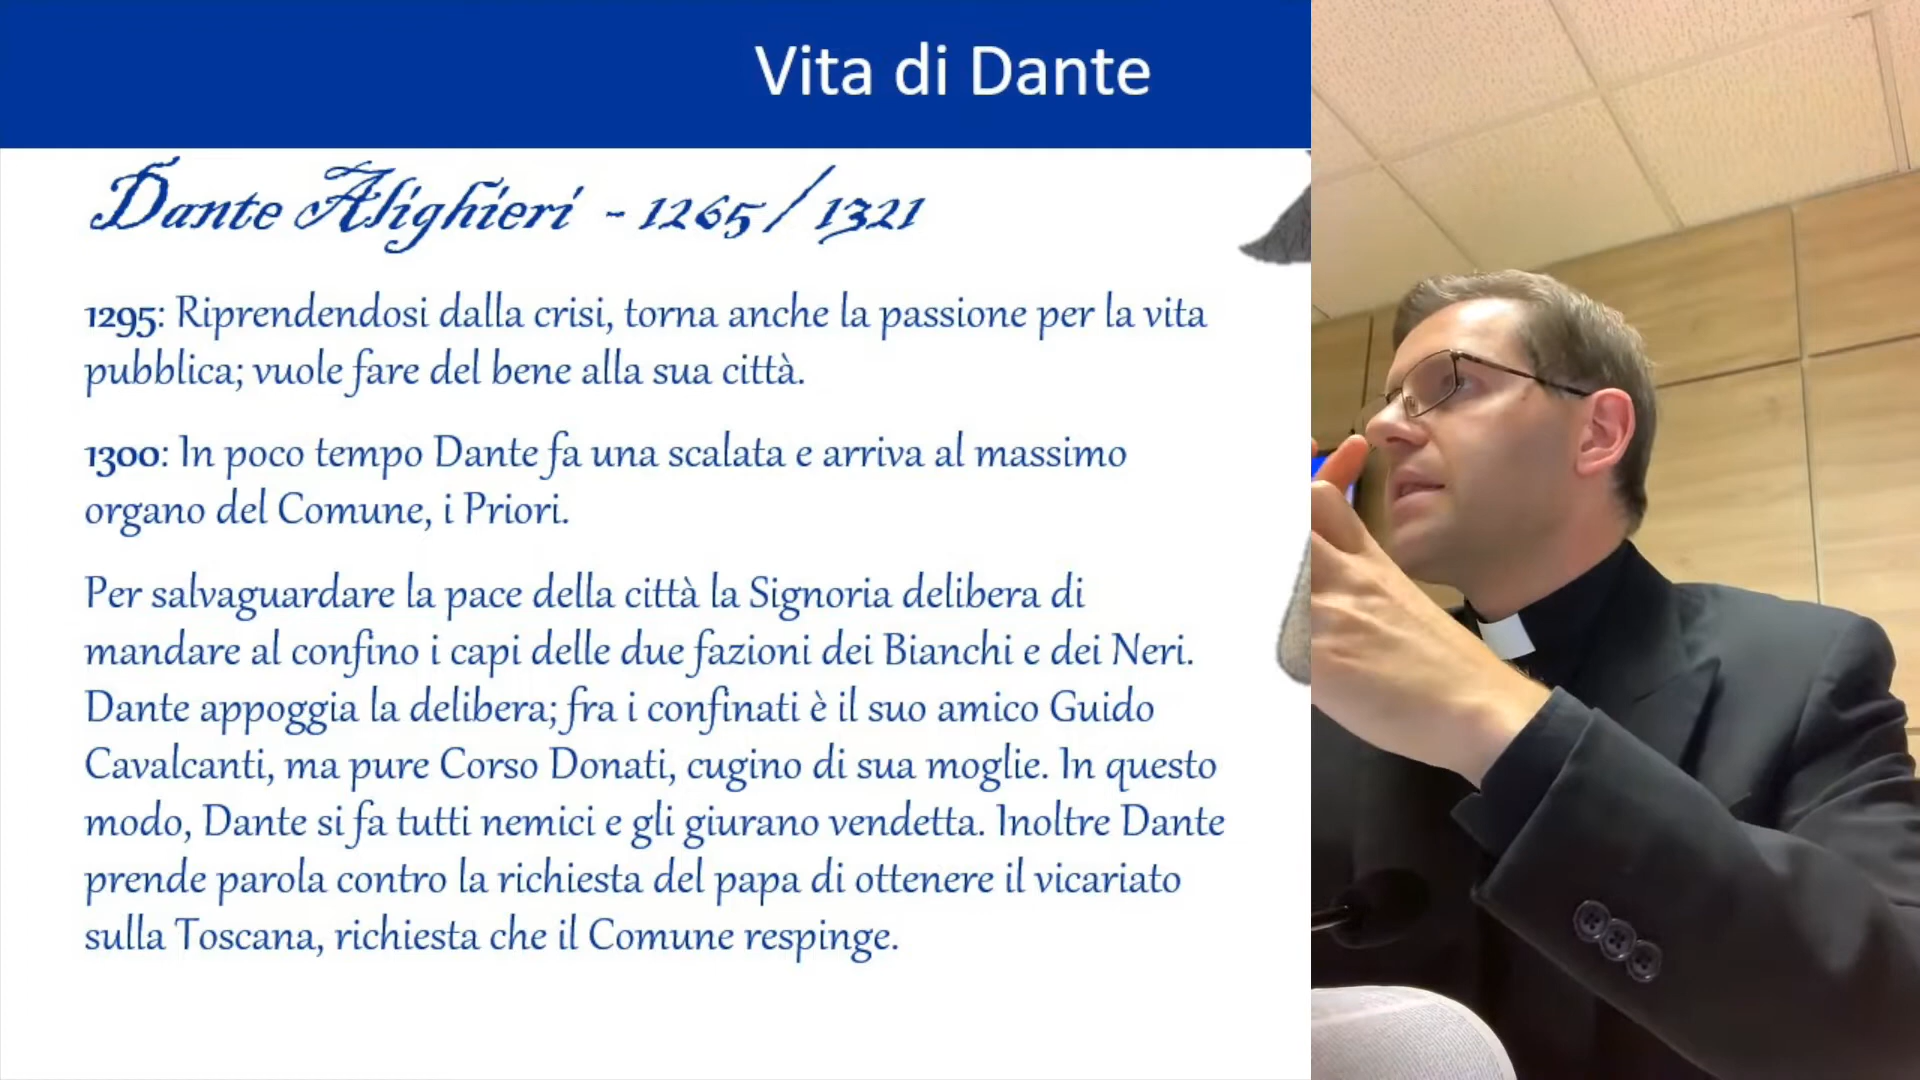 Vita di Dante
Dante Alighieri - 1265/1321
1295: Riprendendosi dalla crisi, torna anche la passione per la vita
pubblica; vuole fare del bene alla sua città.
1300: In poco tempo Dante fa una scalata e arriva al massimo
organo del Comune, i Priori.
Per salvaguardare la pace della città la Signoria delibera di
mandare al confino i capi delle due fazioni dei Bianchi e dei Neri.
Dante appoggia la delibera; fra i confinati è il suo amico Guido
Cavalcanti, ma pure Corso Donati, cugino di sua moglie. In questo
modo, Dante si fa tutti nemici e gli giurano vendetta. Inoltre Dante
prende parola contro la richiesta del papa di ottenere il vicariato
sulla Toscana, richiesta che il Comune respinge.